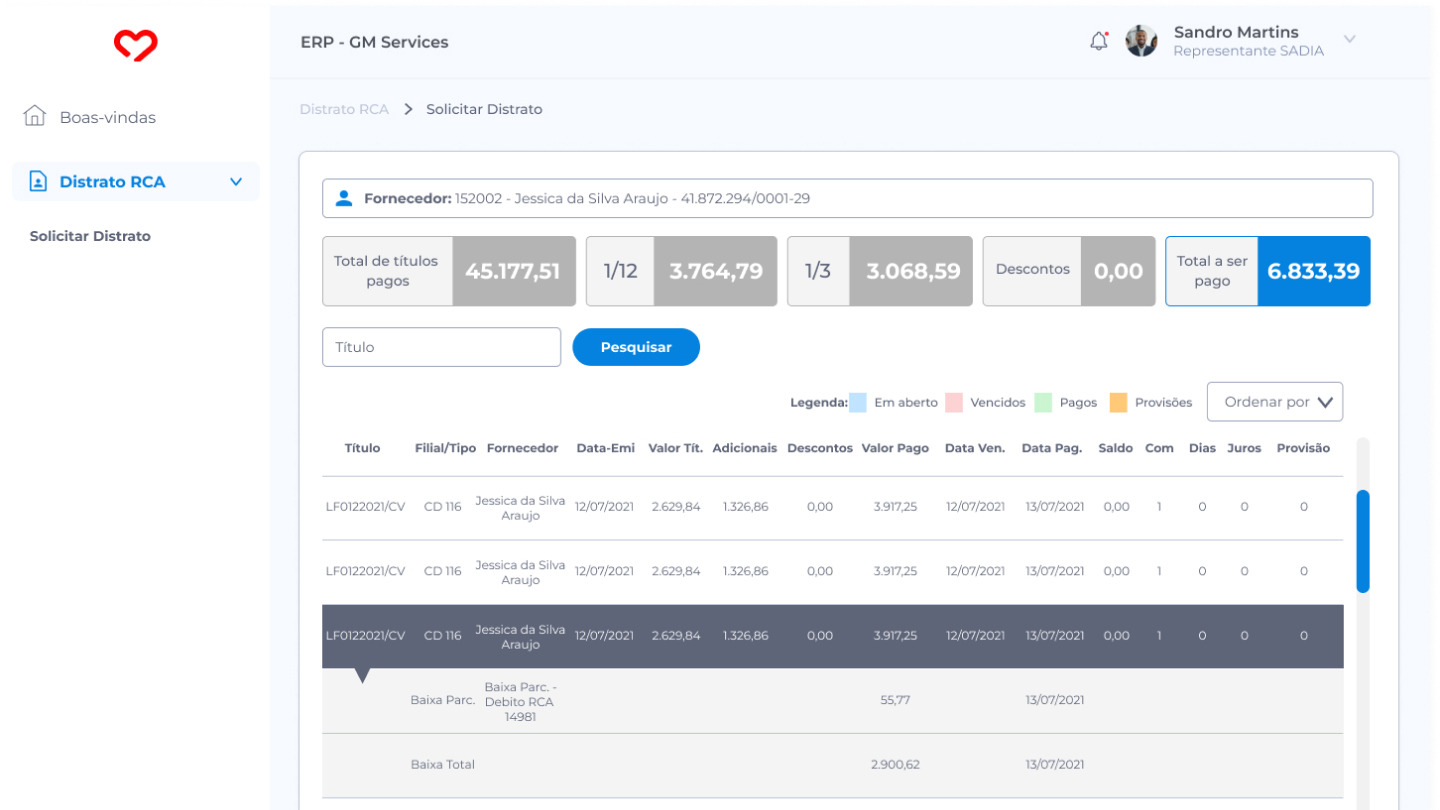 ERP - GM Services
Sandro Martins
Representante SADIA
Boas-vindas
Distrato RCA
Solicitar Distrato
Distrato RCA > Solicitar Distrato
Fornecedor: 152002 - Jessica da Silva Araujo - 41.872.294/0001-29
Total de títulos
pagos
45.177,51
1/12
3.764,79
1/3
3.068,59
Descontos
0,00
Total a ser
pago
6.833,39
Título
Pesquisar
Legenda: Em aberto Vencidos Pagos Provisões
Ordenar por
Título Filial/Tipo Fornecedor Data-Emi Valor Tít. Adicionais Descontos Valor Pago Data Ven. Data Pag. Saldo Com Dias Juros Provisão
LF0122021/CV CD 116 Jessica da Silva
Araujo
12/07/2021 2.629,84 1.326,86 0,00 3.917,25 12/07/2021 13/07/2021 0,00 1 0 0 0
LF0122021/CV CD 116 Jessica da Silva
Araujo
12/07/2021 2.629,84 1.326,86 0,00 3.917,25 12/07/2021 13/07/2021 0,00 1 0 0 0
LF0122021/CV CD 116 Jessica da Silva
Araujo
12/07/2021 2.629,84 1.326,86 0,00 3.917,25 12/07/2021 13/07/2021 0,00 1 0 0 0
Baixa Parc.
Baixa Parc. -
Debito RCA
14981
55,77 13/07/2021
Baixa Total 2.900,62 13/07/2021